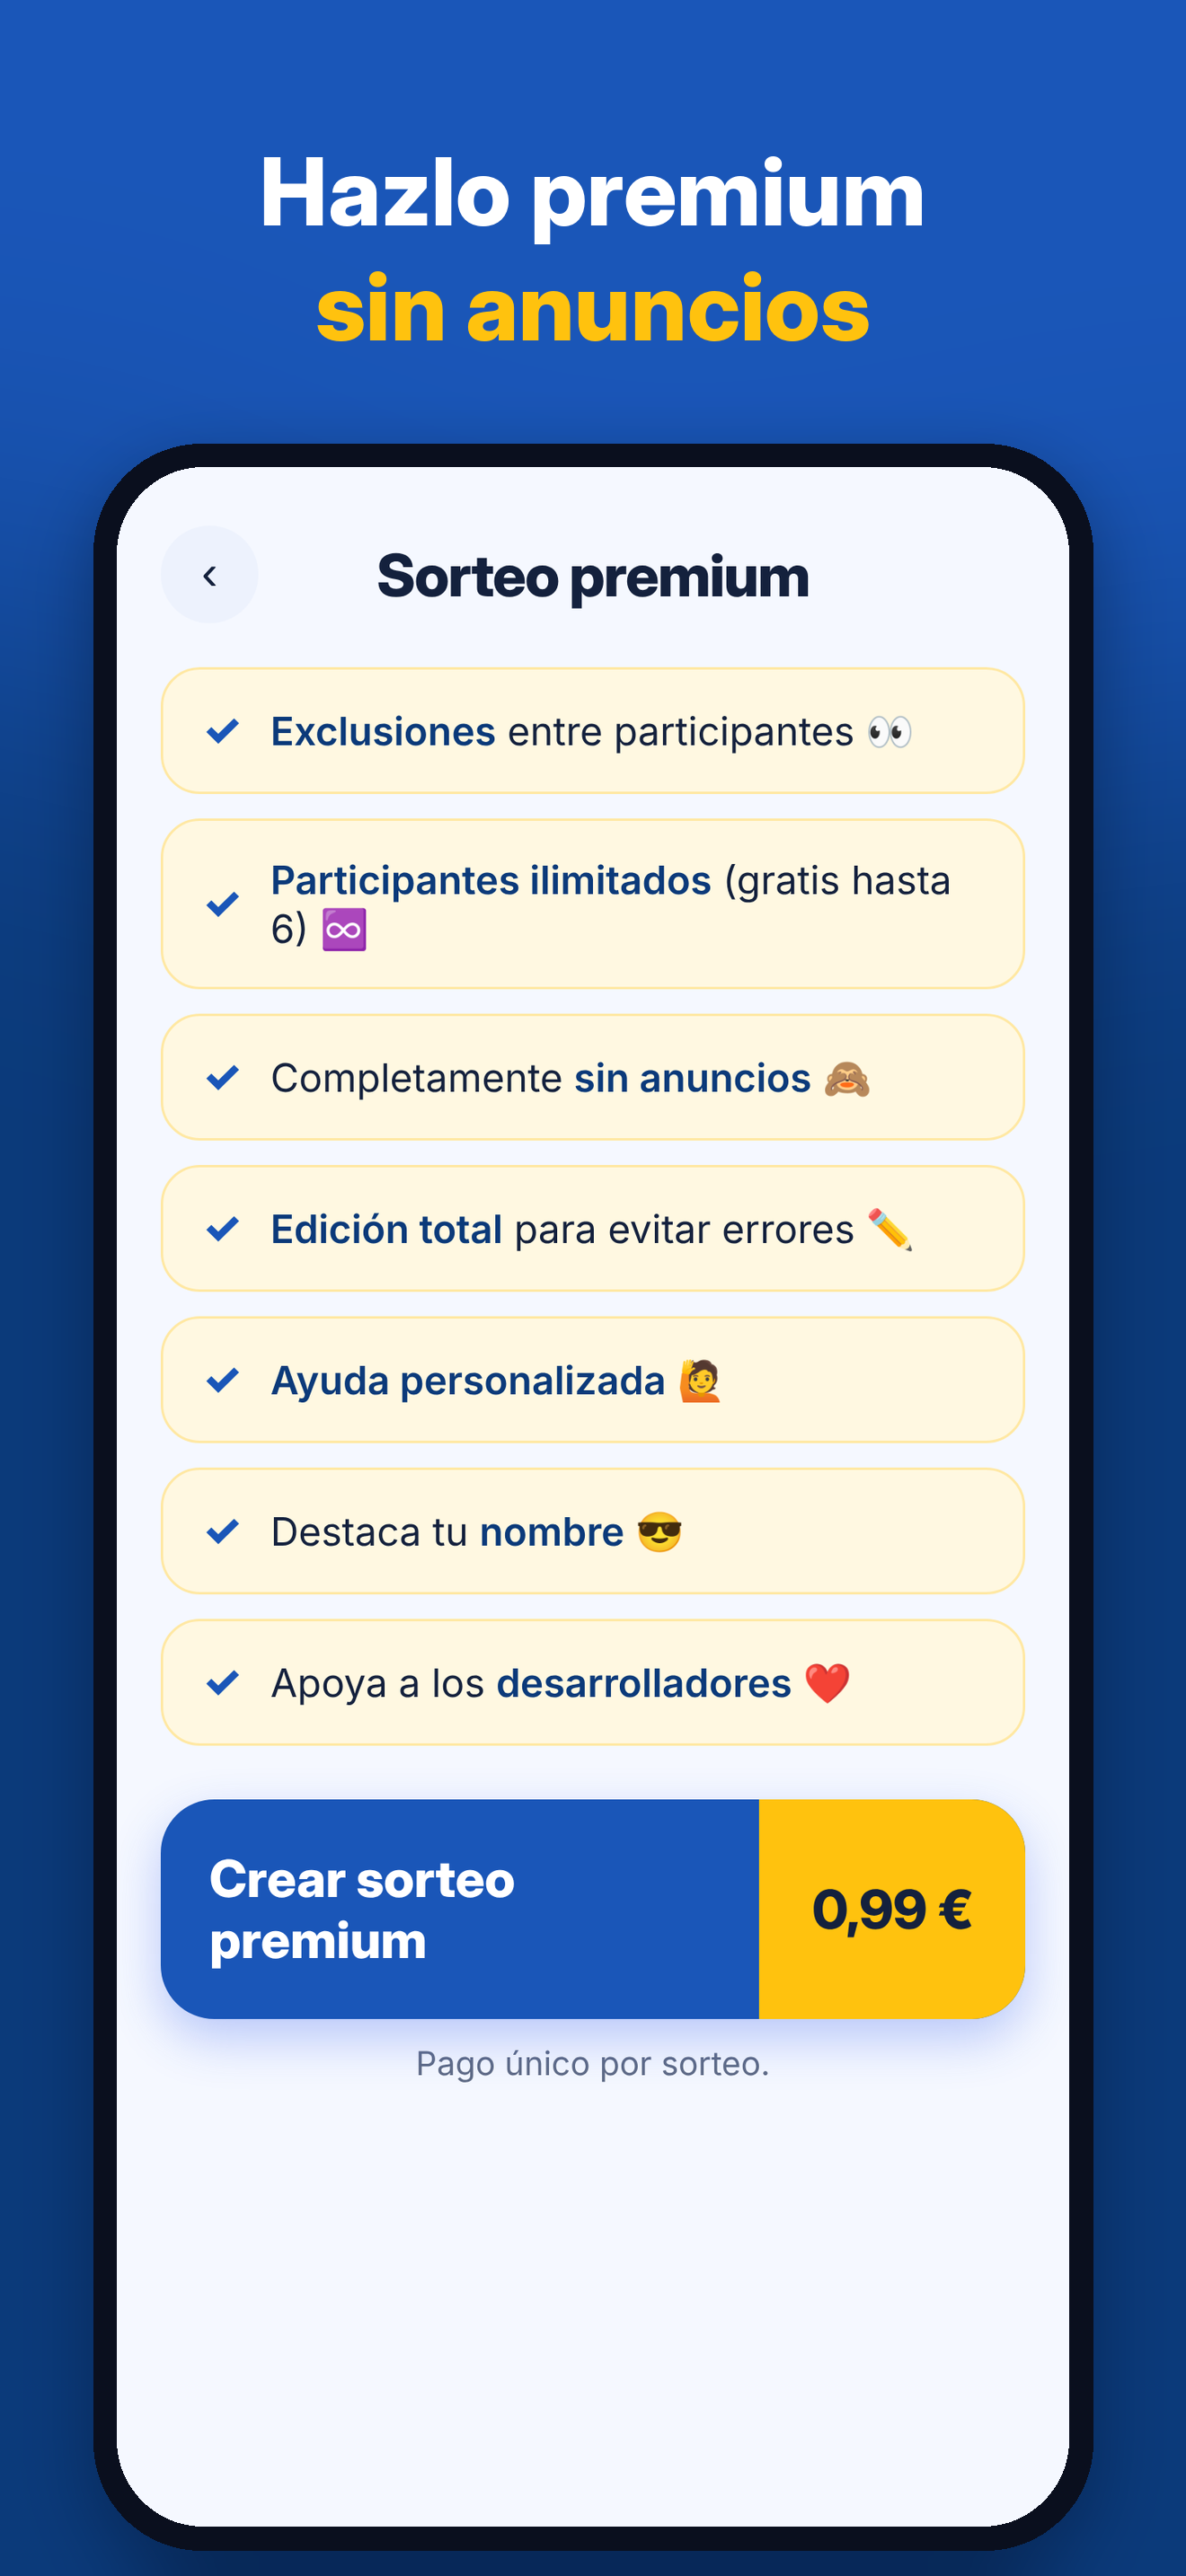 Hazlo premium
sin anuncios
Sorteo premium
Exclusiones entre participantes 👀
Participantes ilimitados (gratis hasta
6) ♾️
Completamente sin anuncios 🙈
Edición total para evitar errores ✏️
Ayuda personalizada 🙋
Destaca tu nombre 😎
Apoya a los desarrolladores ❤️
Crear sorteo
premium
0,99 €
Pago único por sorteo.